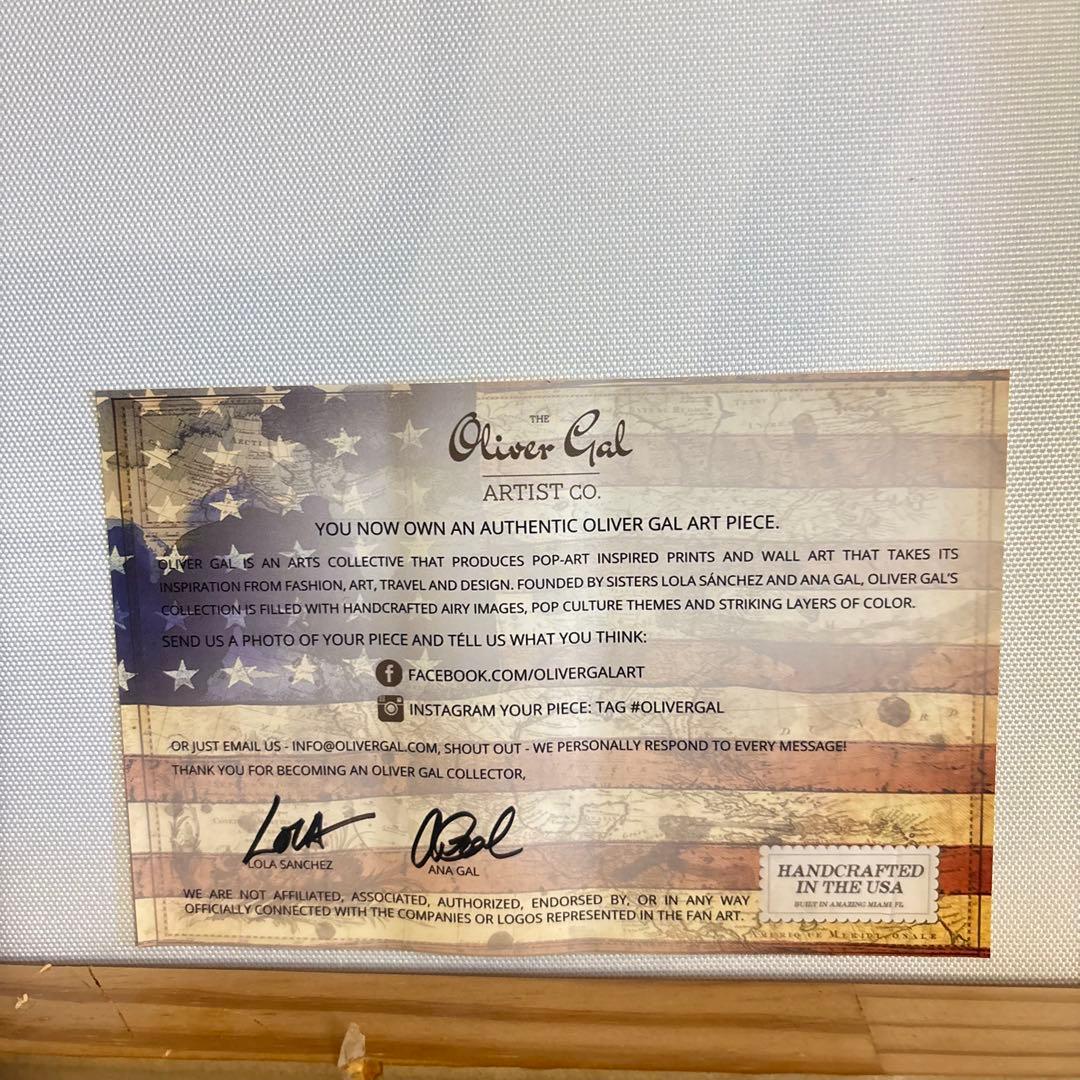 THE
Oliver Gal
ARTIST CO.
YOU NOW OWN AN AUTHENTIC OLIVER GAL ART PIECE.
OLIVER GAL IS AN ARTS COLLECTIVE THAT PRODUCES POP-ART INSPIRED PRINTS AND WALL ART THAT TAKES ITS
INSPIRATION FROM FASHION, ART, TRAVEL AND DESIGN. FOUNDED BY SISTERS LOLA SÁNCHEZ AND ANA GAL, OLIVER GAL'S
COLLECTION IS FILLED WITH HANDCRAFTED AIRY IMAGES, POP CULTURE THEMES AND STRIKING LAYERS OF COLOR.
SEND US A PHOTO OF YOUR PIECE AND TELL US WHAT YOU THINK:
FACEBOOK.COM/OLIVERGALART
INSTAGRAM YOUR PIECE: TAG #OLIVERGAL
OR JUST EMAIL US - INFO@OLIVERGAL.COM, SHOUT OUT - WE PERSONALLY RESPOND TO EVERY MESSAGE!
THANK YOU FOR BECOMING AN OLIVER GAL COLLECTOR,
LOLA
LOLA SANCHEZ
ANA GAL
WE ARE NOT AFFILIATED, ASSOCIATED, AUTHORIZED, ENDORSED BY, OR IN ANY WAY
OFFICIALLY CONNECTED WITH THE COMPANIES OR LOGOS REPRESENTED IN THE FAN ART.
HANDCRAFTED
IN THE USA
BUILT IN AMAZING MIAMI FL
AMERIQUE MERIDIONALE